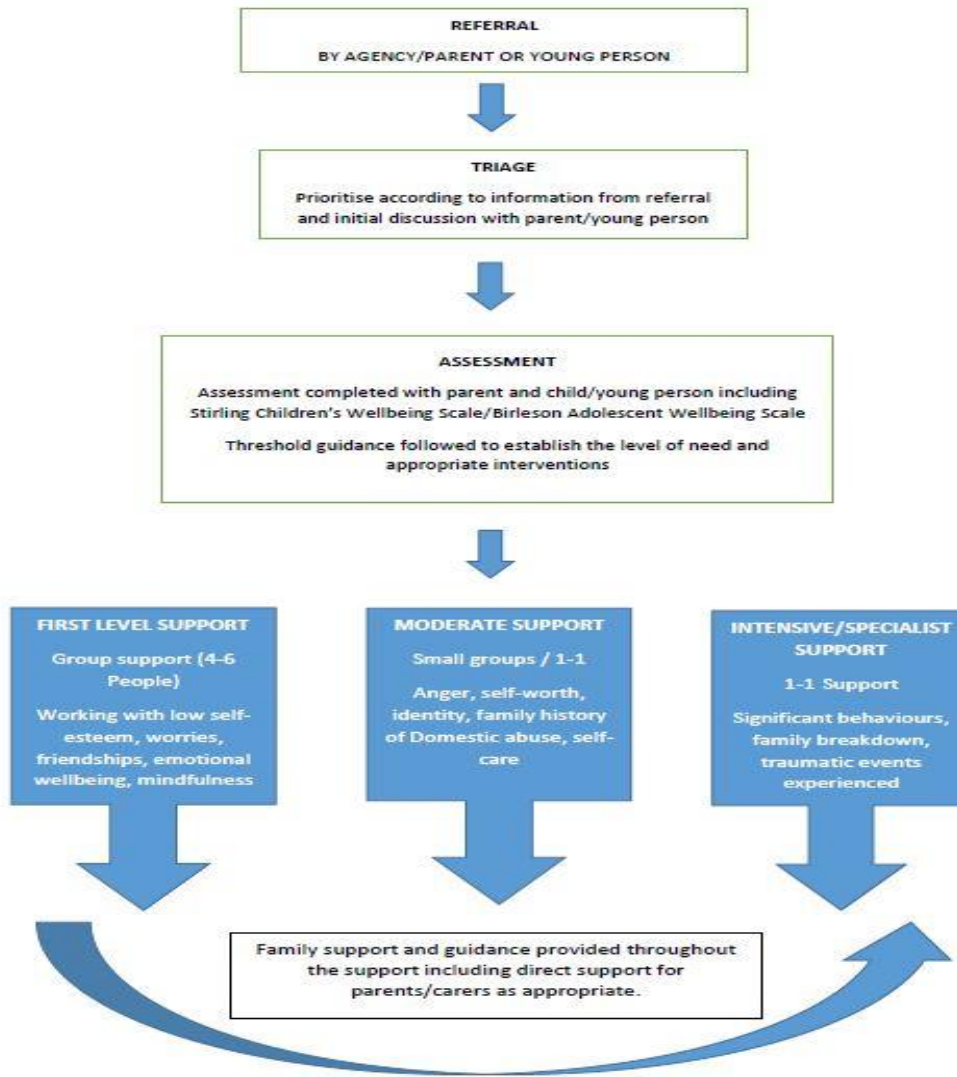 REFERRAL
BY AGENCY/PARENT OR YOUNG PERSON
TRIAGE
Prioritise according to information from referral
and initial discussion with parent/young person
ASSESSMENT
Assessment completed with parent and child/young person including
Stirling Children's Wellbeing Scale/Birleson Adolescent Wellbeing Scale
Threshold guidance followed to establish the level of need and
appropriate interventions
FIRST LEVEL SUPPORT
Group support (4-6
People)
Working with low self-
esteem, worries,
friendships, emotional
wellbeing, mindfulness
MODERATE SUPPORT
Small groups / 1-1
Anger, self-worth,
identity, family history
of Domestic abuse, self-
care
INTENSIVE/SPECIALIST
SUPPORT
1-1 Support
Significant behaviours,
family breakdown,
traumatic events
experienced
Family support and guidance provided throughout
the support including direct support for
parents/carers as appropriate.